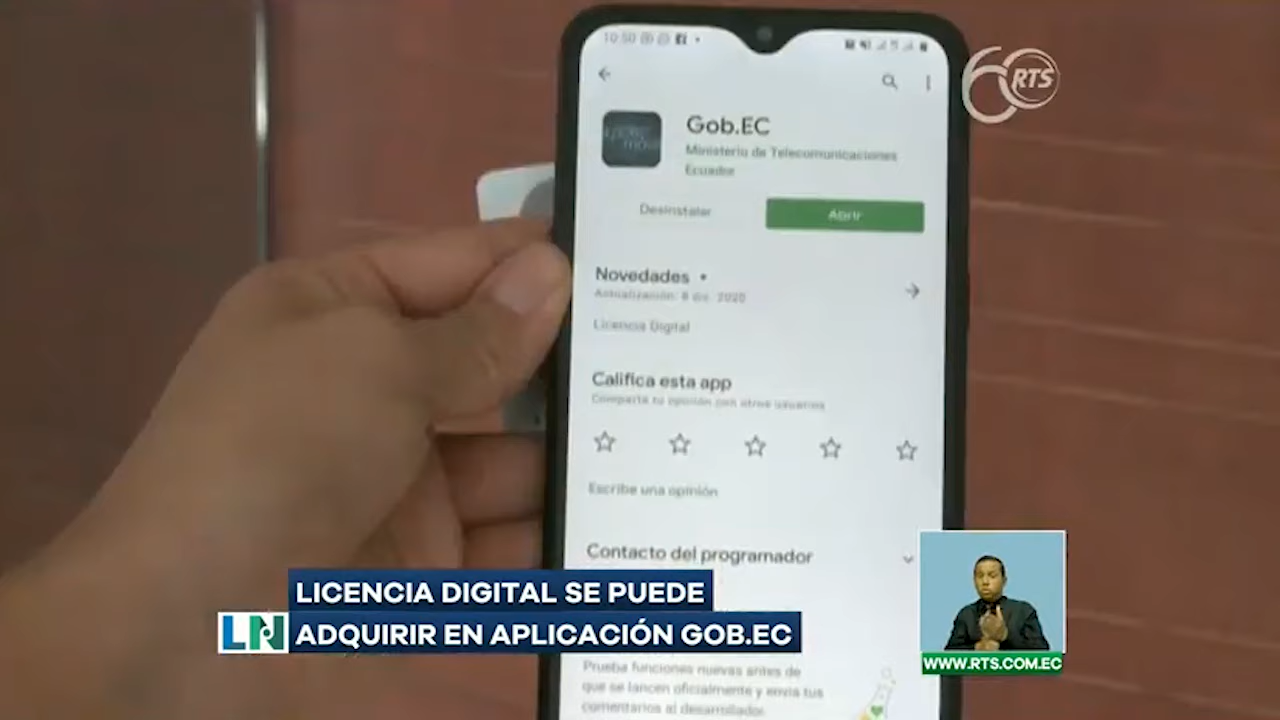 10:50
60 RTS
Gob.EC
Ministerio de Telecomunicaciones
Ecuador
Desinstalar
Abrir
Novedades •
Actualización: 8 dic. 2020
Licencia Digital
Califica esta app
Comparte tu opinión con otros usuarios
Escribe una opinión
Contacto del programador
LICENCIA DIGITAL SE PUEDE
LN ADQUIRIR EN APLICACIÓN GOB.EC
WWW.RTS.COM.EC
Prueba funciones nuevas antes de
que se lancen oficialmente y envía tus
comentarios al desarrollador.